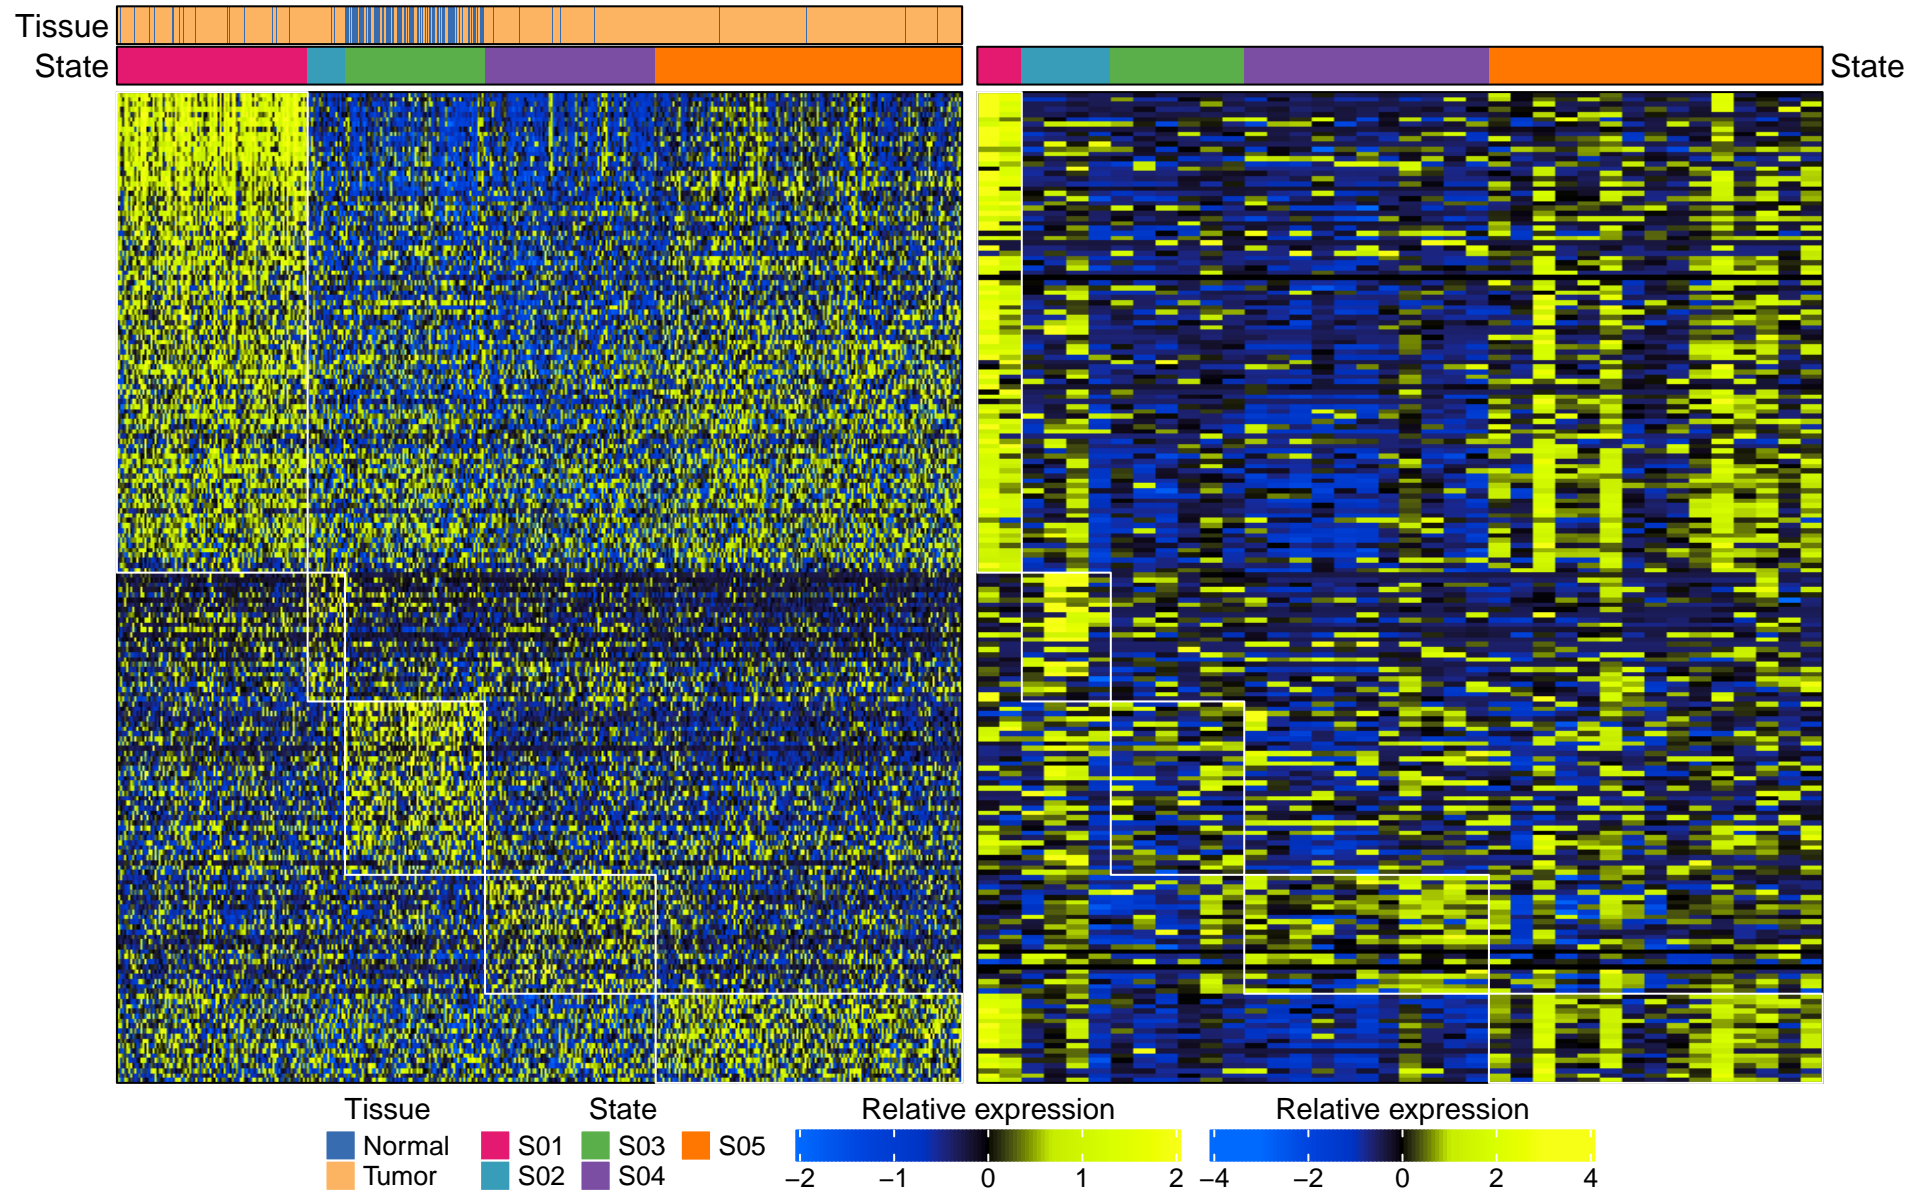 Tissue
State
State
Tissue State Relative expression Relative expression
Normal S01 S03 S05
Tumor S02 S04
−2 −1 0 1 2 −4 −2 0 2 4